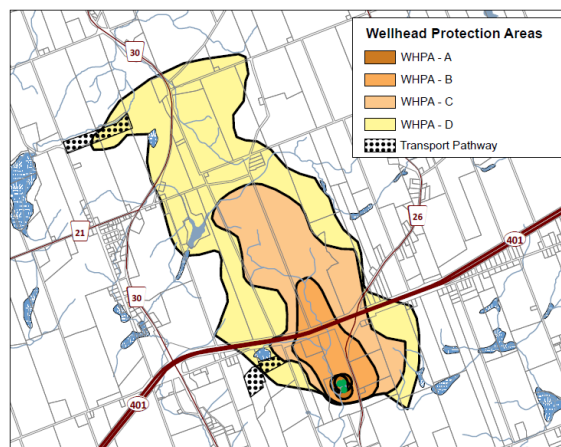 Wellhead Protection Areas
WHPA - A
WHPA - B
WHPA - C
WHPA - D
Transport Pathway
30
21
26
401
30
401